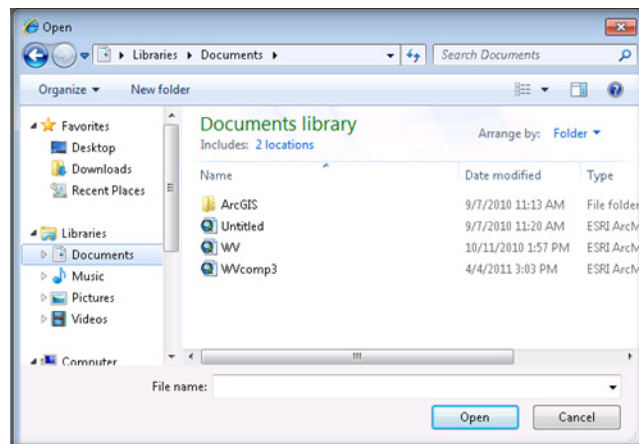 Open
Libraries Documents Search Documents
Organize New folder
Favorites
Desktop
Downloads
Recent Places
Libraries
Documents
Music
Pictures
Videos
Computer
Documents library
Includes: 2 locations
Arrange by: Folder
Name Date modified Type
ArcGIS 9/7/2010 11:13 AM File folder
Untitled 9/7/2010 11:20 AM ESRI ArcM
WV 10/11/2010 1:57 PM ESRI ArcM
WVcomp3 4/4/2011 3:03 PM ESRI ArcM
File name:
Open Cancel